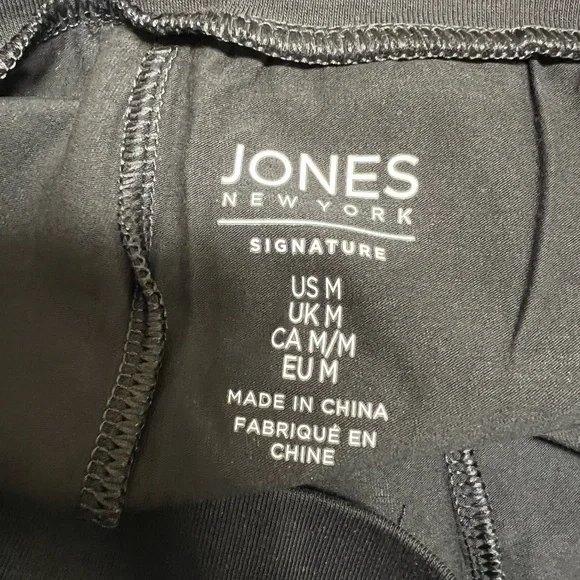 JONES
NEW YORK
SIGNATURE
US M
UK M
CA M/M
EU M
MADE IN CHINA
FABRIQUÉ EN
CHINE